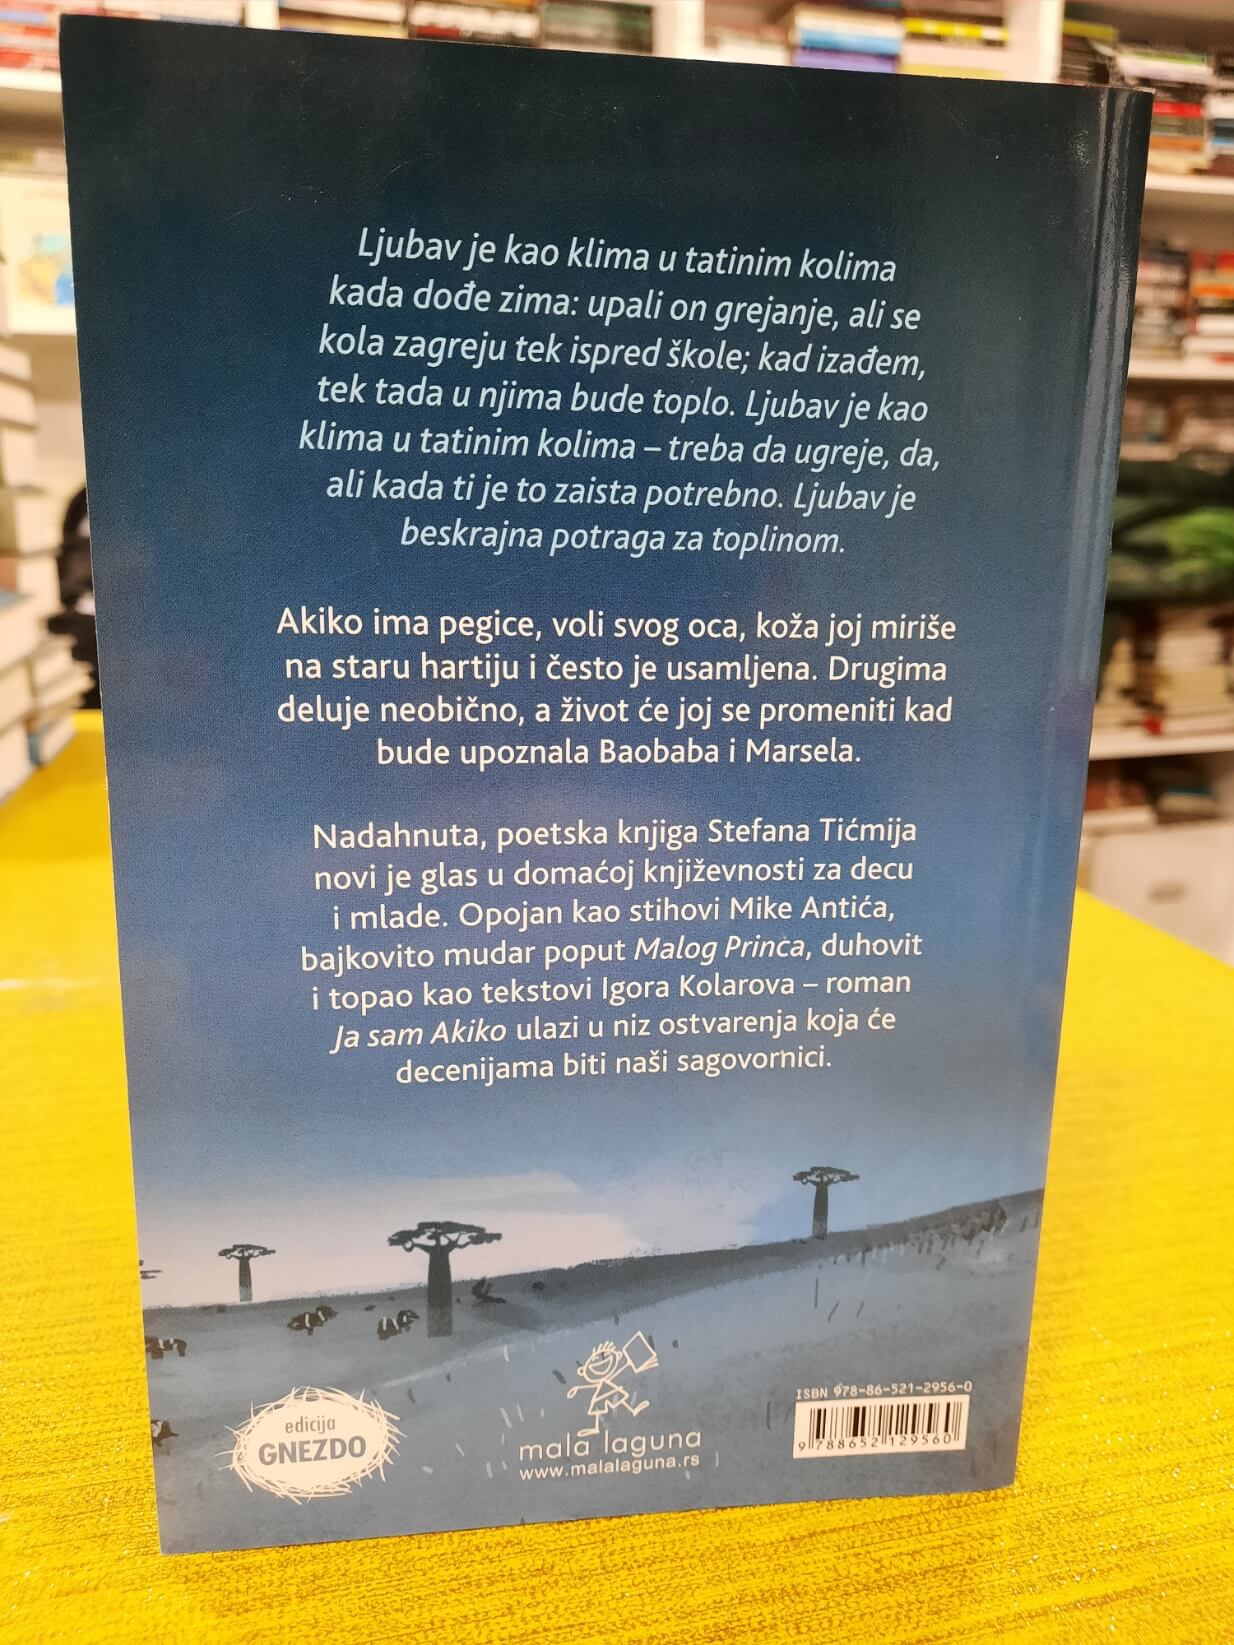 Ljubav je kao klima u tatinim kolima
kada dođe zima: upali on grejanje, ali se
kola zagreju tek ispred škole; kad izađem,
tek tada u njima bude toplo. Ljubav je kao
klima u tatinim kolima – treba da ugreje, da,
ali kada ti je to zaista potrebno. Ljubav je
beskrajna potraga za toplinom.
Akiko ima pegice, voli svog oca, koža joj miriše
na staru hartiju i često je usamljena. Drugima
deluje neobično, a život će joj se promeniti kad
bude upoznala Baobaba i Marsela.
Nadahnuta, poetska knjiga Stefana Tićmija
novi je glas u domaćoj književnosti za decu
i mlade. Opojan kao stihovi Mike Antića,
bajkovito mudar poput Malog Princa, duhovit
i topao kao tekstovi Igora Kolarova – roman
Ja sam Akiko ulazi u niz ostvarenja koja će
decenijama biti naši sagovornici.
edicija
GNEZDO
mala laguna
www.malalaguna.rs
ISBN 978-86-521-2956-0
9 788652 129560